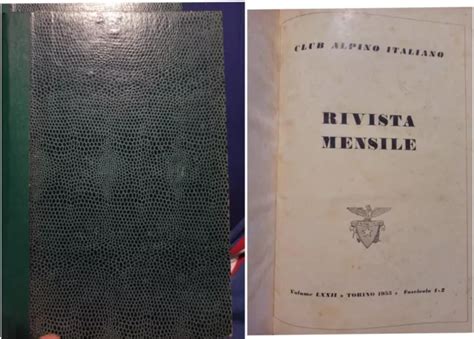 CLUB ALPINO ITALIANO
RIVISTA
MENSILE
Volume LXXII • TORINO 1953 • Fascicolo 1-2